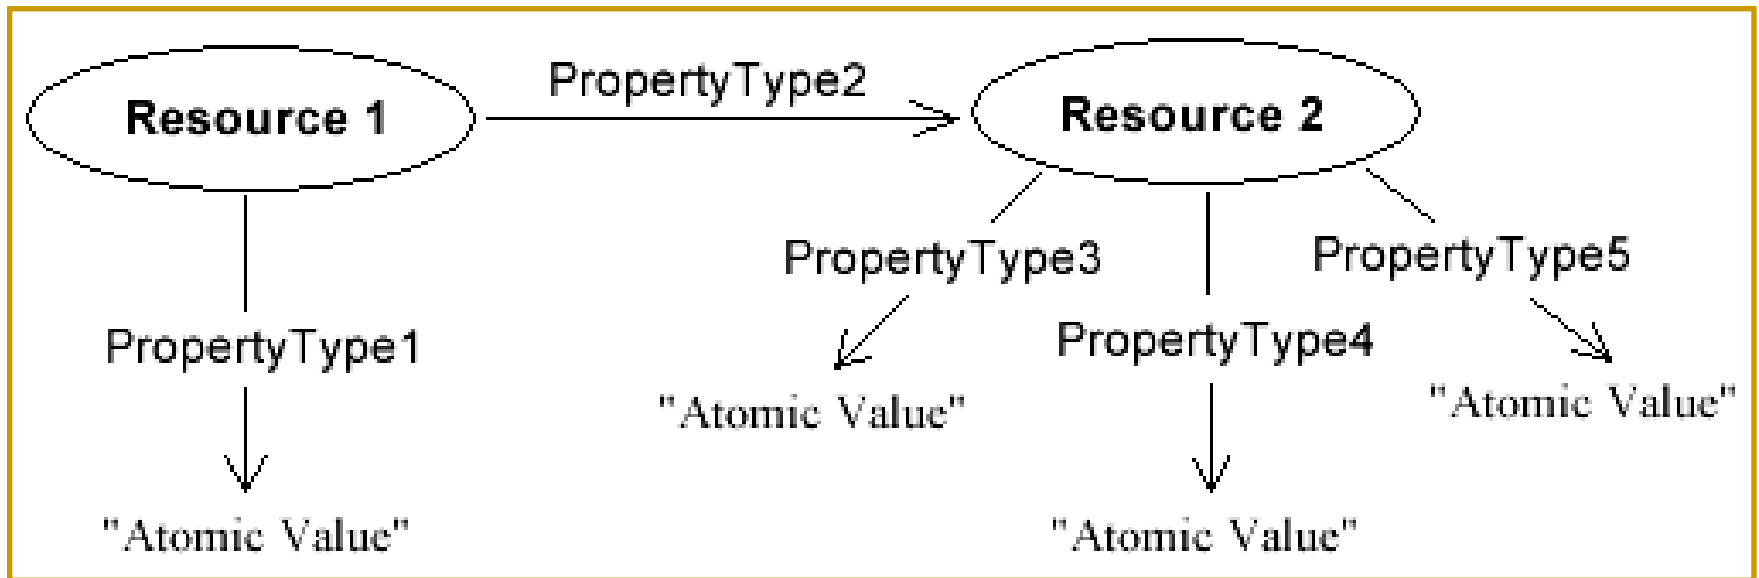 Resource 1
PropertyType2
Resource 2
PropertyType3
PropertyType5
PropertyType1
PropertyType4
"Atomic Value"
"Atomic Value"
"Atomic Value"
"Atomic Value"